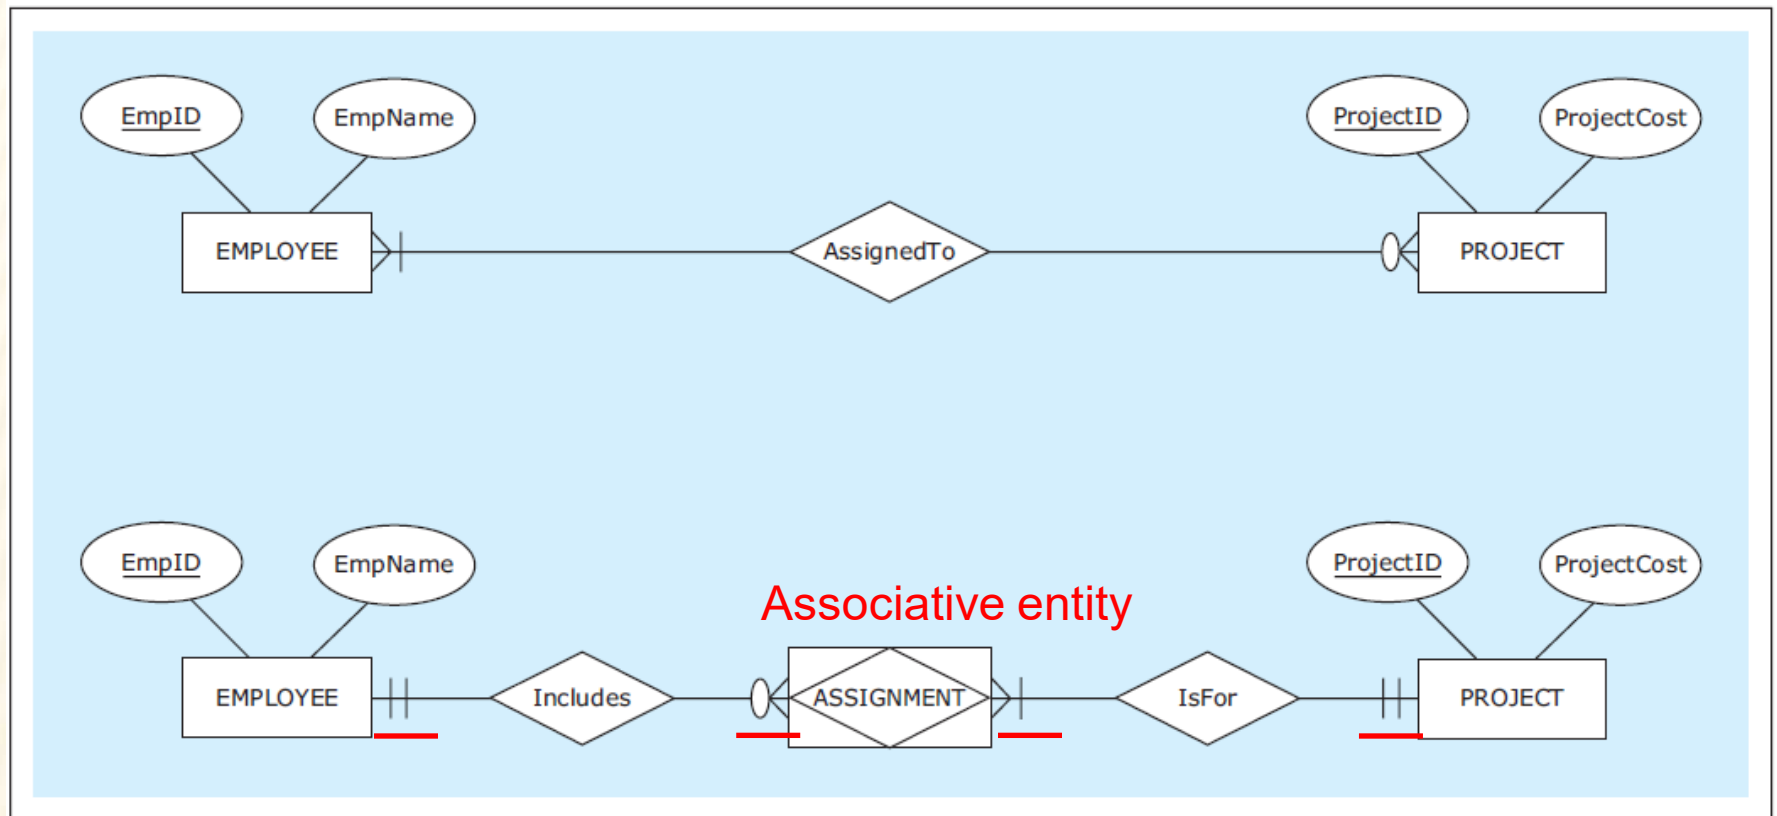 EmpID
EmpName
ProjectID
ProjectCost
EMPLOYEE
AssignedTo
PROJECT
EmpID
EmpName
ProjectID
ProjectCost
Associative entity
EMPLOYEE
Includes
ASSIGNMENT
IsFor
PROJECT